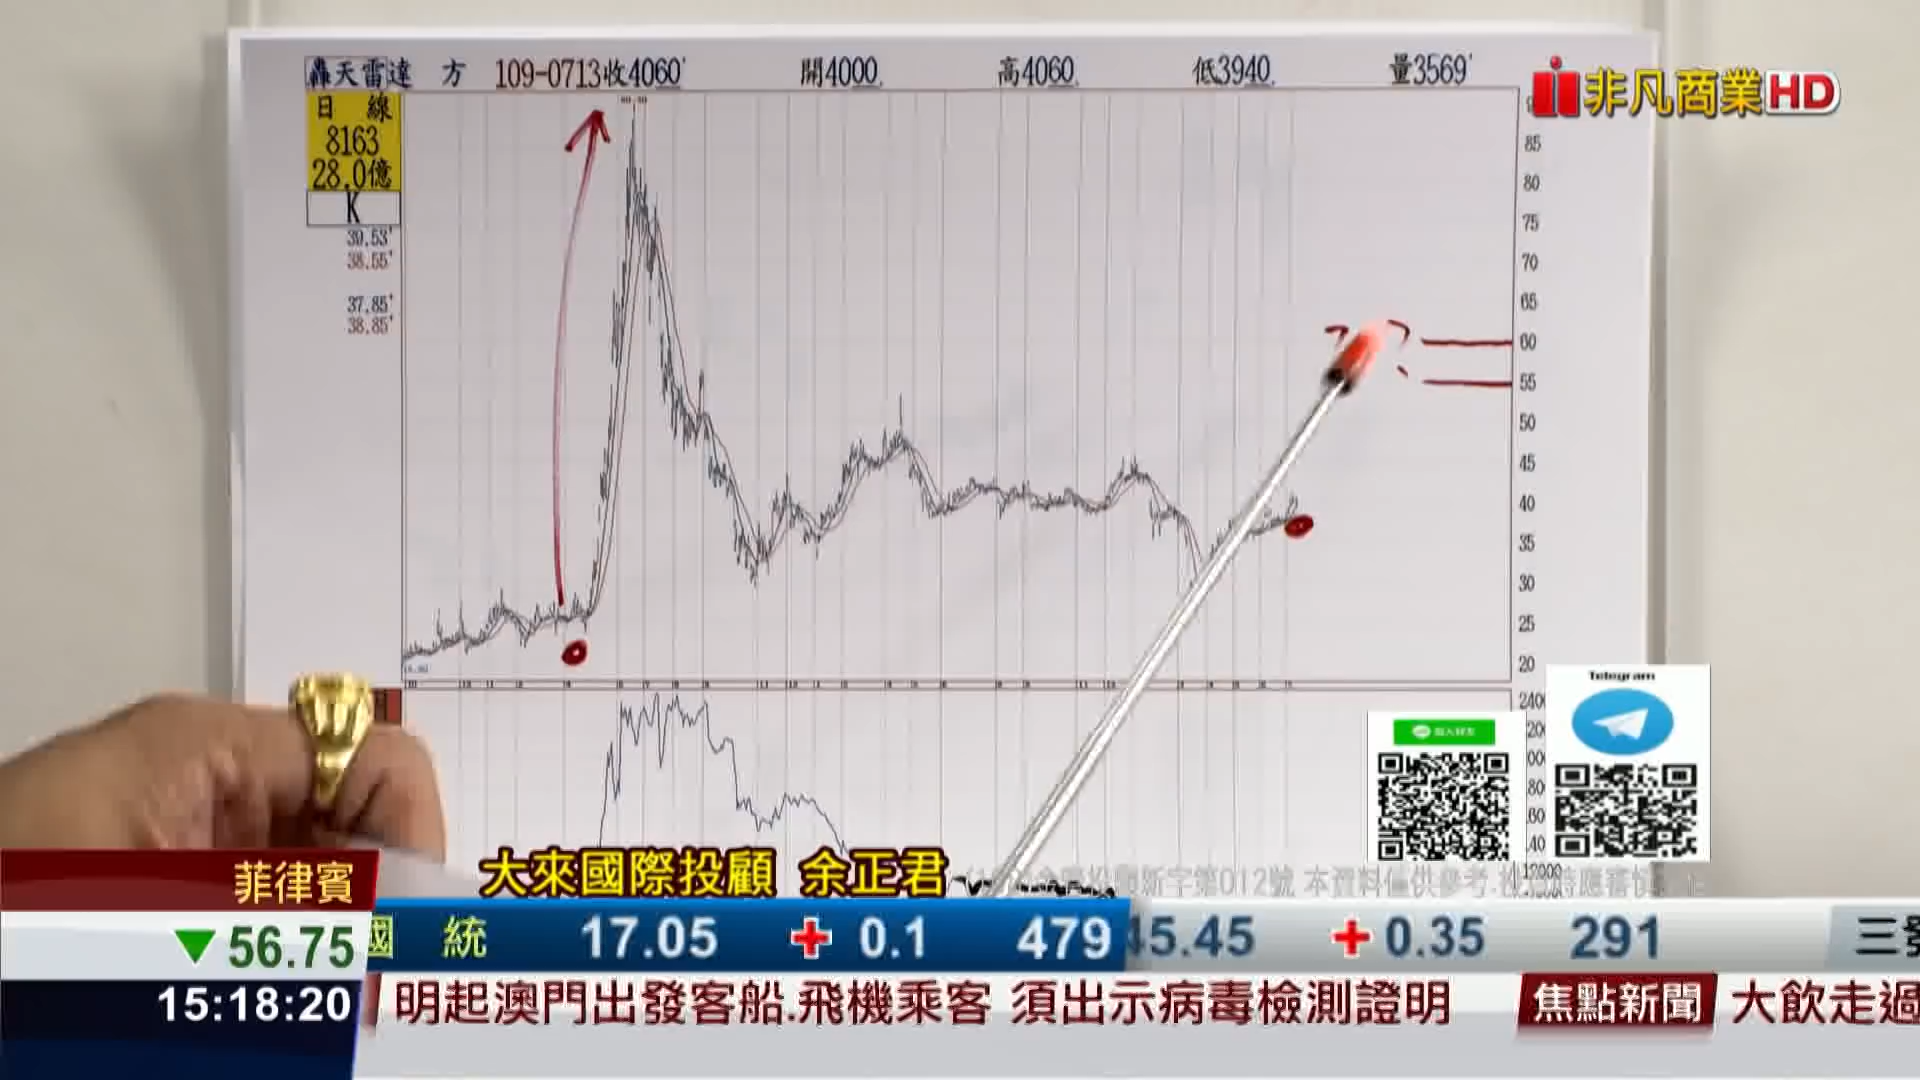 轟天雷達 方 109-0713收4060' 開4000. 高4060. 低3940. 量3569'
非凡商業HD
日 線
8163
28.0億
K
39.53'
38.55'
37.85'
38.85'
85
80
75
70
65
60
55
50
45
40
35
30
25
20
Telegram
大來國際投顧 余正君
菲律賓
▼56.75
國 統 17.05 + 0.1 479
45.45 + 0.35 291
15:18:20
明起澳門出發客船.飛機乘客 須出示病毒檢測證明
焦點新聞 大飲走過